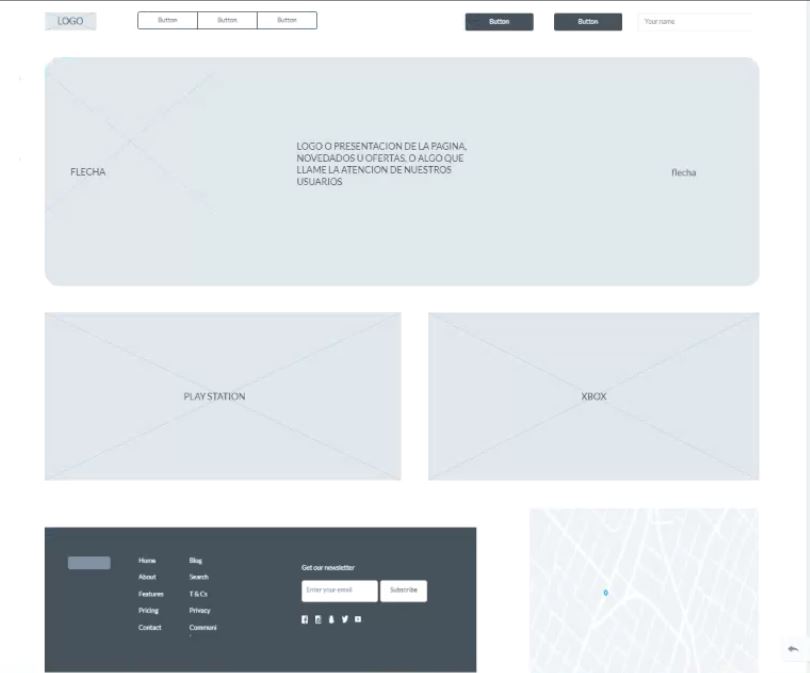 LOGO
Button
Button
Button
Button
Button
Your name
FLECHA
LOGO O PRESENTACION DE LA PAGINA,
NOVEDADOS U OFERTAS, O ALGO QUE
LLAME LA ATENCION DE NUESTROS
USUARIOS
flecha
PLAY STATION
XBOX
Home
Blog
About
Search
Features
T & Cs
Pricing
Privacy
Contact
Communi
Get our newsletter
Enter your email
Subscribe